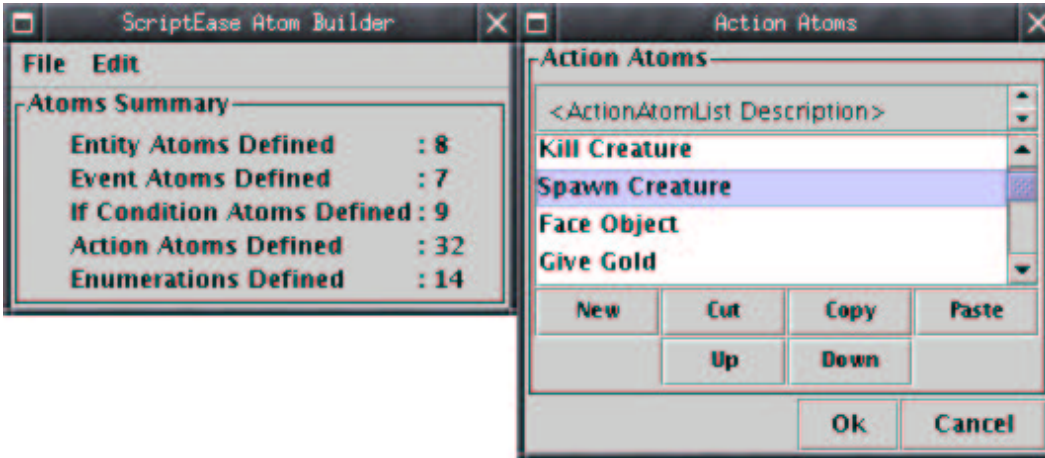 ScriptEase Atom Builder
File Edit
Atoms Summary
Entity Atoms Defined : 8
Event Atoms Defined : 7
If Condition Atoms Defined : 9
Action Atoms Defined : 32
Enumerations Defined : 14
Action Atoms
Action Atoms
<ActionAtomList Description>
Kill Creature
Spawn Creature
Face Object
Give Gold
New Cut Copy Paste
Up Down
Ok Cancel